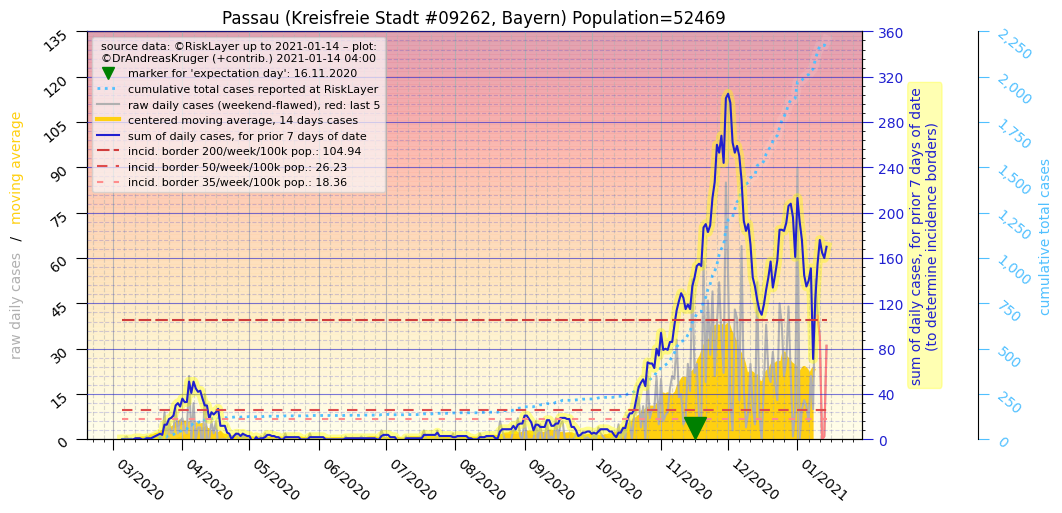 Passau (Kreisfreie Stadt #09262, Bayern) Population=52469
source data: ©RiskLayer up to 2021-01-14 – plot:
©DrAndreasKruger (+contrib.) 2021-01-14 04:00
marker for 'expectation day': 16.11.2020
cumulative total cases reported at RiskLayer
raw daily cases (weekend-flawed), red: last 5
centered moving average, 14 days cases
sum of daily cases, for prior 7 days of date
incid. border 200/week/100k pop.: 104.94
incid. border 50/week/100k pop.: 26.23
incid. border 35/week/100k pop.: 18.36
raw daily cases / moving average
135
120
105
90
75
60
45
30
15
0
03/2020
04/2020
05/2020
06/2020
07/2020
08/2020
09/2020
10/2020
11/2020
12/2020
01/2021
360
320
280
240
200
160
120
80
40
0
sum of daily cases, for prior 7 days of date
(to determine incidence borders)
2,250
2,000
1,750
1,500
1,250
1,000
750
500
250
0
cumulative total cases